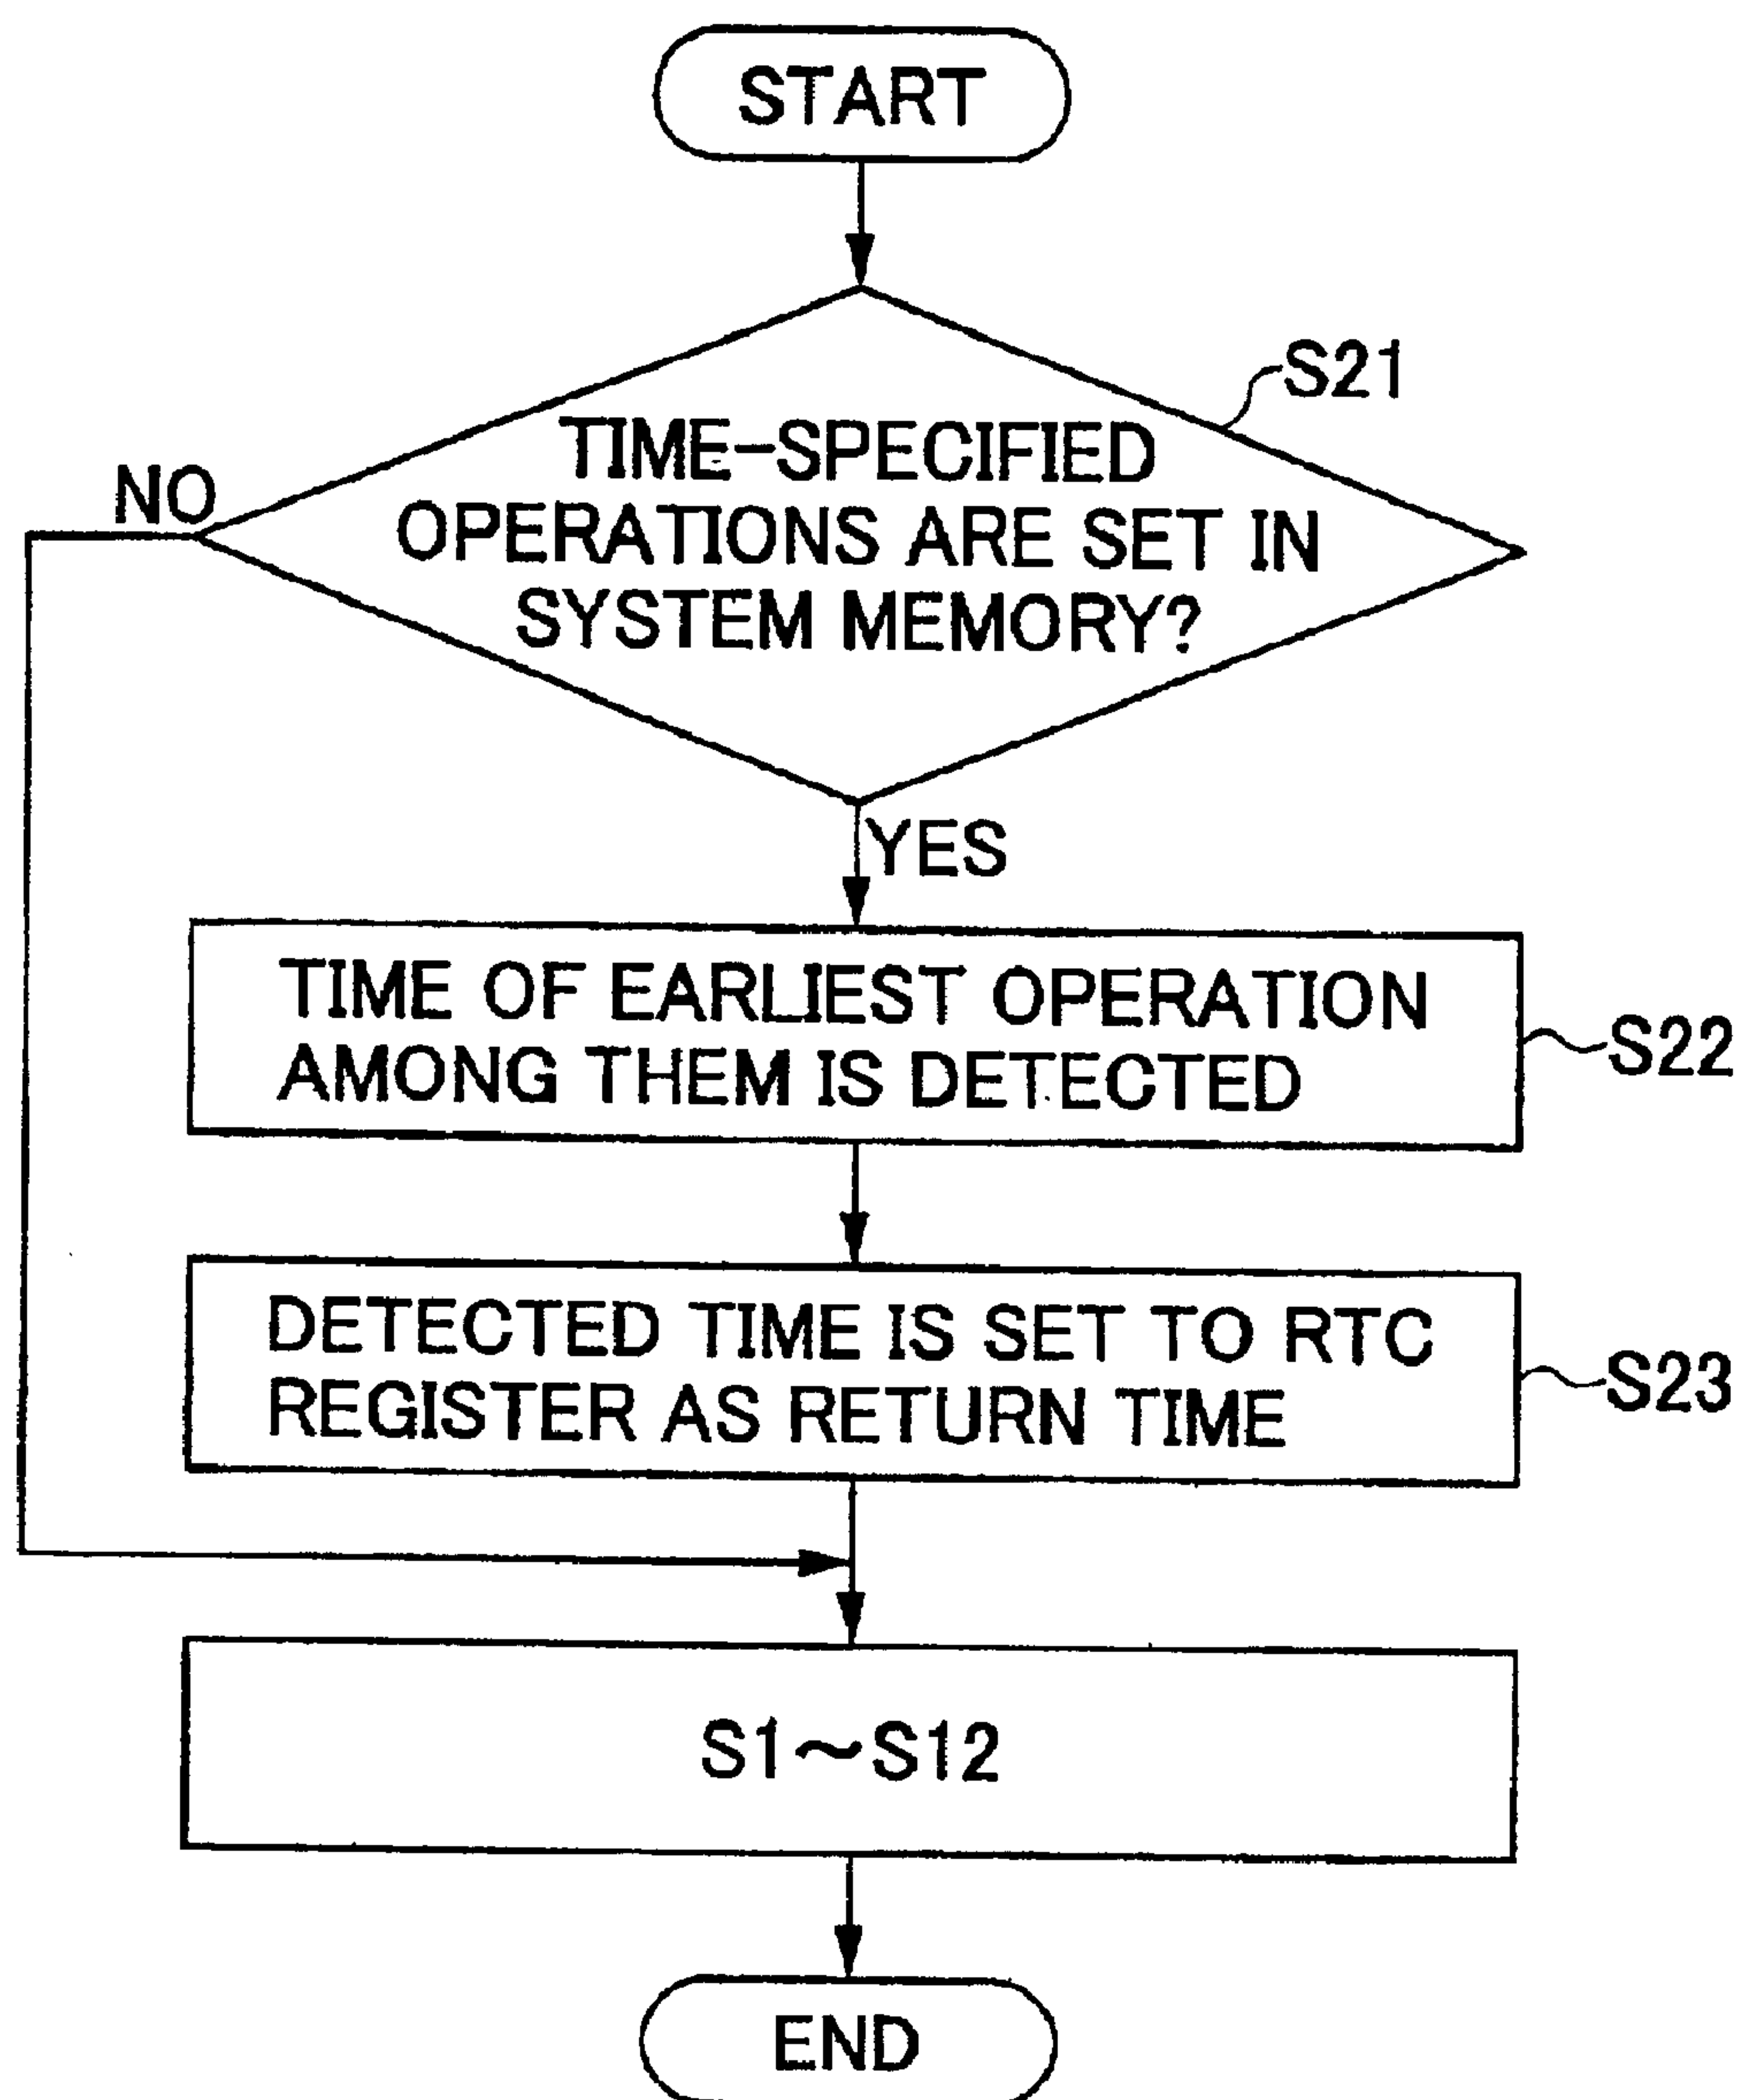 START
S21
TIME-SPECIFIED
OPERATIONS ARE SET IN
SYSTEM MEMORY?
NO
YES
TIME OF EARLIEST OPERATION
AMONG THEM IS DETECTED
S22
DETECTED TIME IS SET TO RTC
REGISTER AS RETURN TIME
S23
S1~S12
END